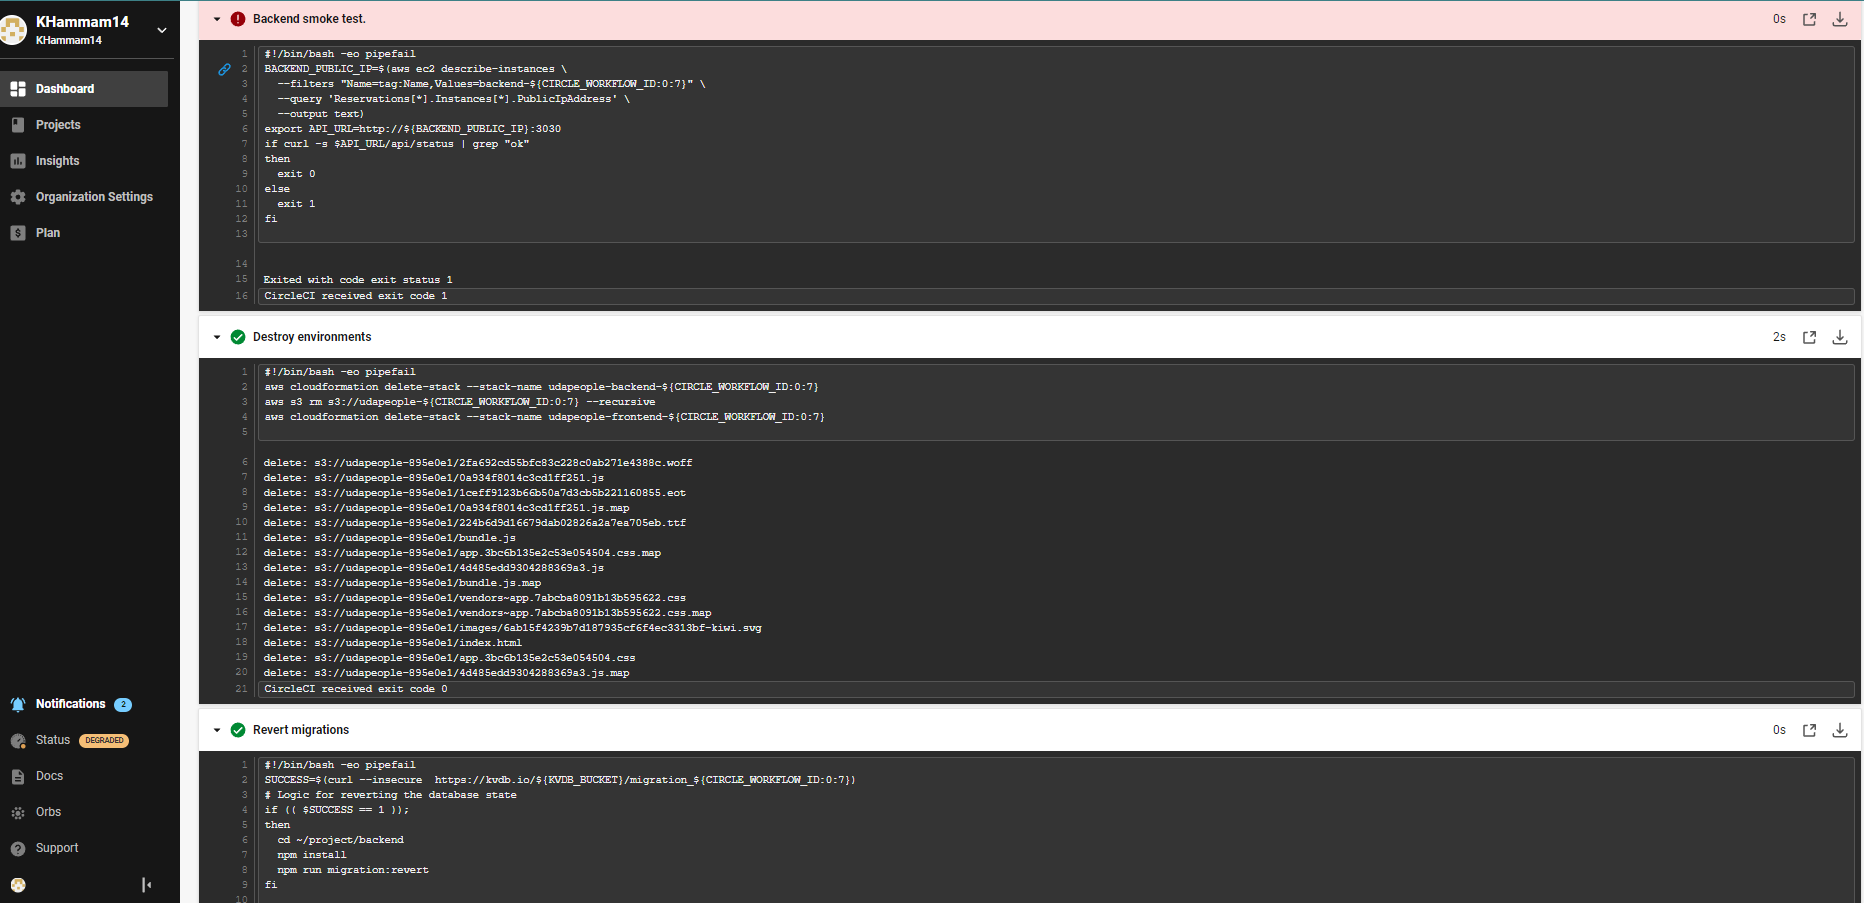 KHammam14
KHammam14
Dashboard
Projects
Insights
Organization Settings
Plan
Notifications 2
Status DEGRADED
Docs
Orbs
Support
Backend smoke test. 0s
1 #!/bin/bash -eo pipefail
2 BACKEND_PUBLIC_IP=$(aws ec2 describe-instances \
3 --filters "Name=tag:Name,Values=backend-${CIRCLE_WORKFLOW_ID:0:7}" \
4 --query 'Reservations[*].Instances[*].PublicIpAddress' \
5 --output text)
6 export API_URL=http://${BACKEND_PUBLIC_IP}:3030
7 if curl -s $API_URL/api/status | grep "ok"
8 then
9 exit 0
10 else
11 exit 1
12 fi
13
14
15 Exited with code exit status 1
16 CircleCI received exit code 1
Destroy environments 2s
1 #!/bin/bash -eo pipefail
2 aws cloudformation delete-stack --stack-name udapeople-backend-${CIRCLE_WORKFLOW_ID:0:7}
3 aws s3 rm s3://udapeople-${CIRCLE_WORKFLOW_ID:0:7} --recursive
4 aws cloudformation delete-stack --stack-name udapeople-frontend-${CIRCLE_WORKFLOW_ID:0:7}
5
6 delete: s3://udapeople-895e0e1/2fa692cd55bfc83c228c0ab271e4388c.woff
7 delete: s3://udapeople-895e0e1/0a934f8014c3cd1ff251.js
8 delete: s3://udapeople-895e0e1/1ceff9123b66b50a7d3cb5b221160855.eot
9 delete: s3://udapeople-895e0e1/0a934f8014c3cd1ff251.js.map
10 delete: s3://udapeople-895e0e1/224b6d9d16679dab02826a2a7ea705eb.ttf
11 delete: s3://udapeople-895e0e1/bundle.js
12 delete: s3://udapeople-895e0e1/app.3bc6b135e2c53e054504.css.map
13 delete: s3://udapeople-895e0e1/4d485edd9304288369a3.js
14 delete: s3://udapeople-895e0e1/bundle.js.map
15 delete: s3://udapeople-895e0e1/vendors~app.7abcba8091b13b595622.css
16 delete: s3://udapeople-895e0e1/vendors~app.7abcba8091b13b595622.css.map
17 delete: s3://udapeople-895e0e1/images/6ab15f4239b7d187935cf6f4ec3313bf-kiwi.svg
18 delete: s3://udapeople-895e0e1/index.html
19 delete: s3://udapeople-895e0e1/app.3bc6b135e2c53e054504.css
20 delete: s3://udapeople-895e0e1/4d485edd9304288369a3.js.map
21 CircleCI received exit code 0
Revert migrations 0s
1 #!/bin/bash -eo pipefail
2 SUCCESS=$(curl --insecure  https://kvdb.io/${KVDB_BUCKET}/migration_${CIRCLE_WORKFLOW_ID:0:7})
3 # Logic for reverting the database state
4 if (( $SUCCESS == 1 ));
5 then
6 cd ~/project/backend
7 npm install
8 npm run migration:revert
9 fi
10